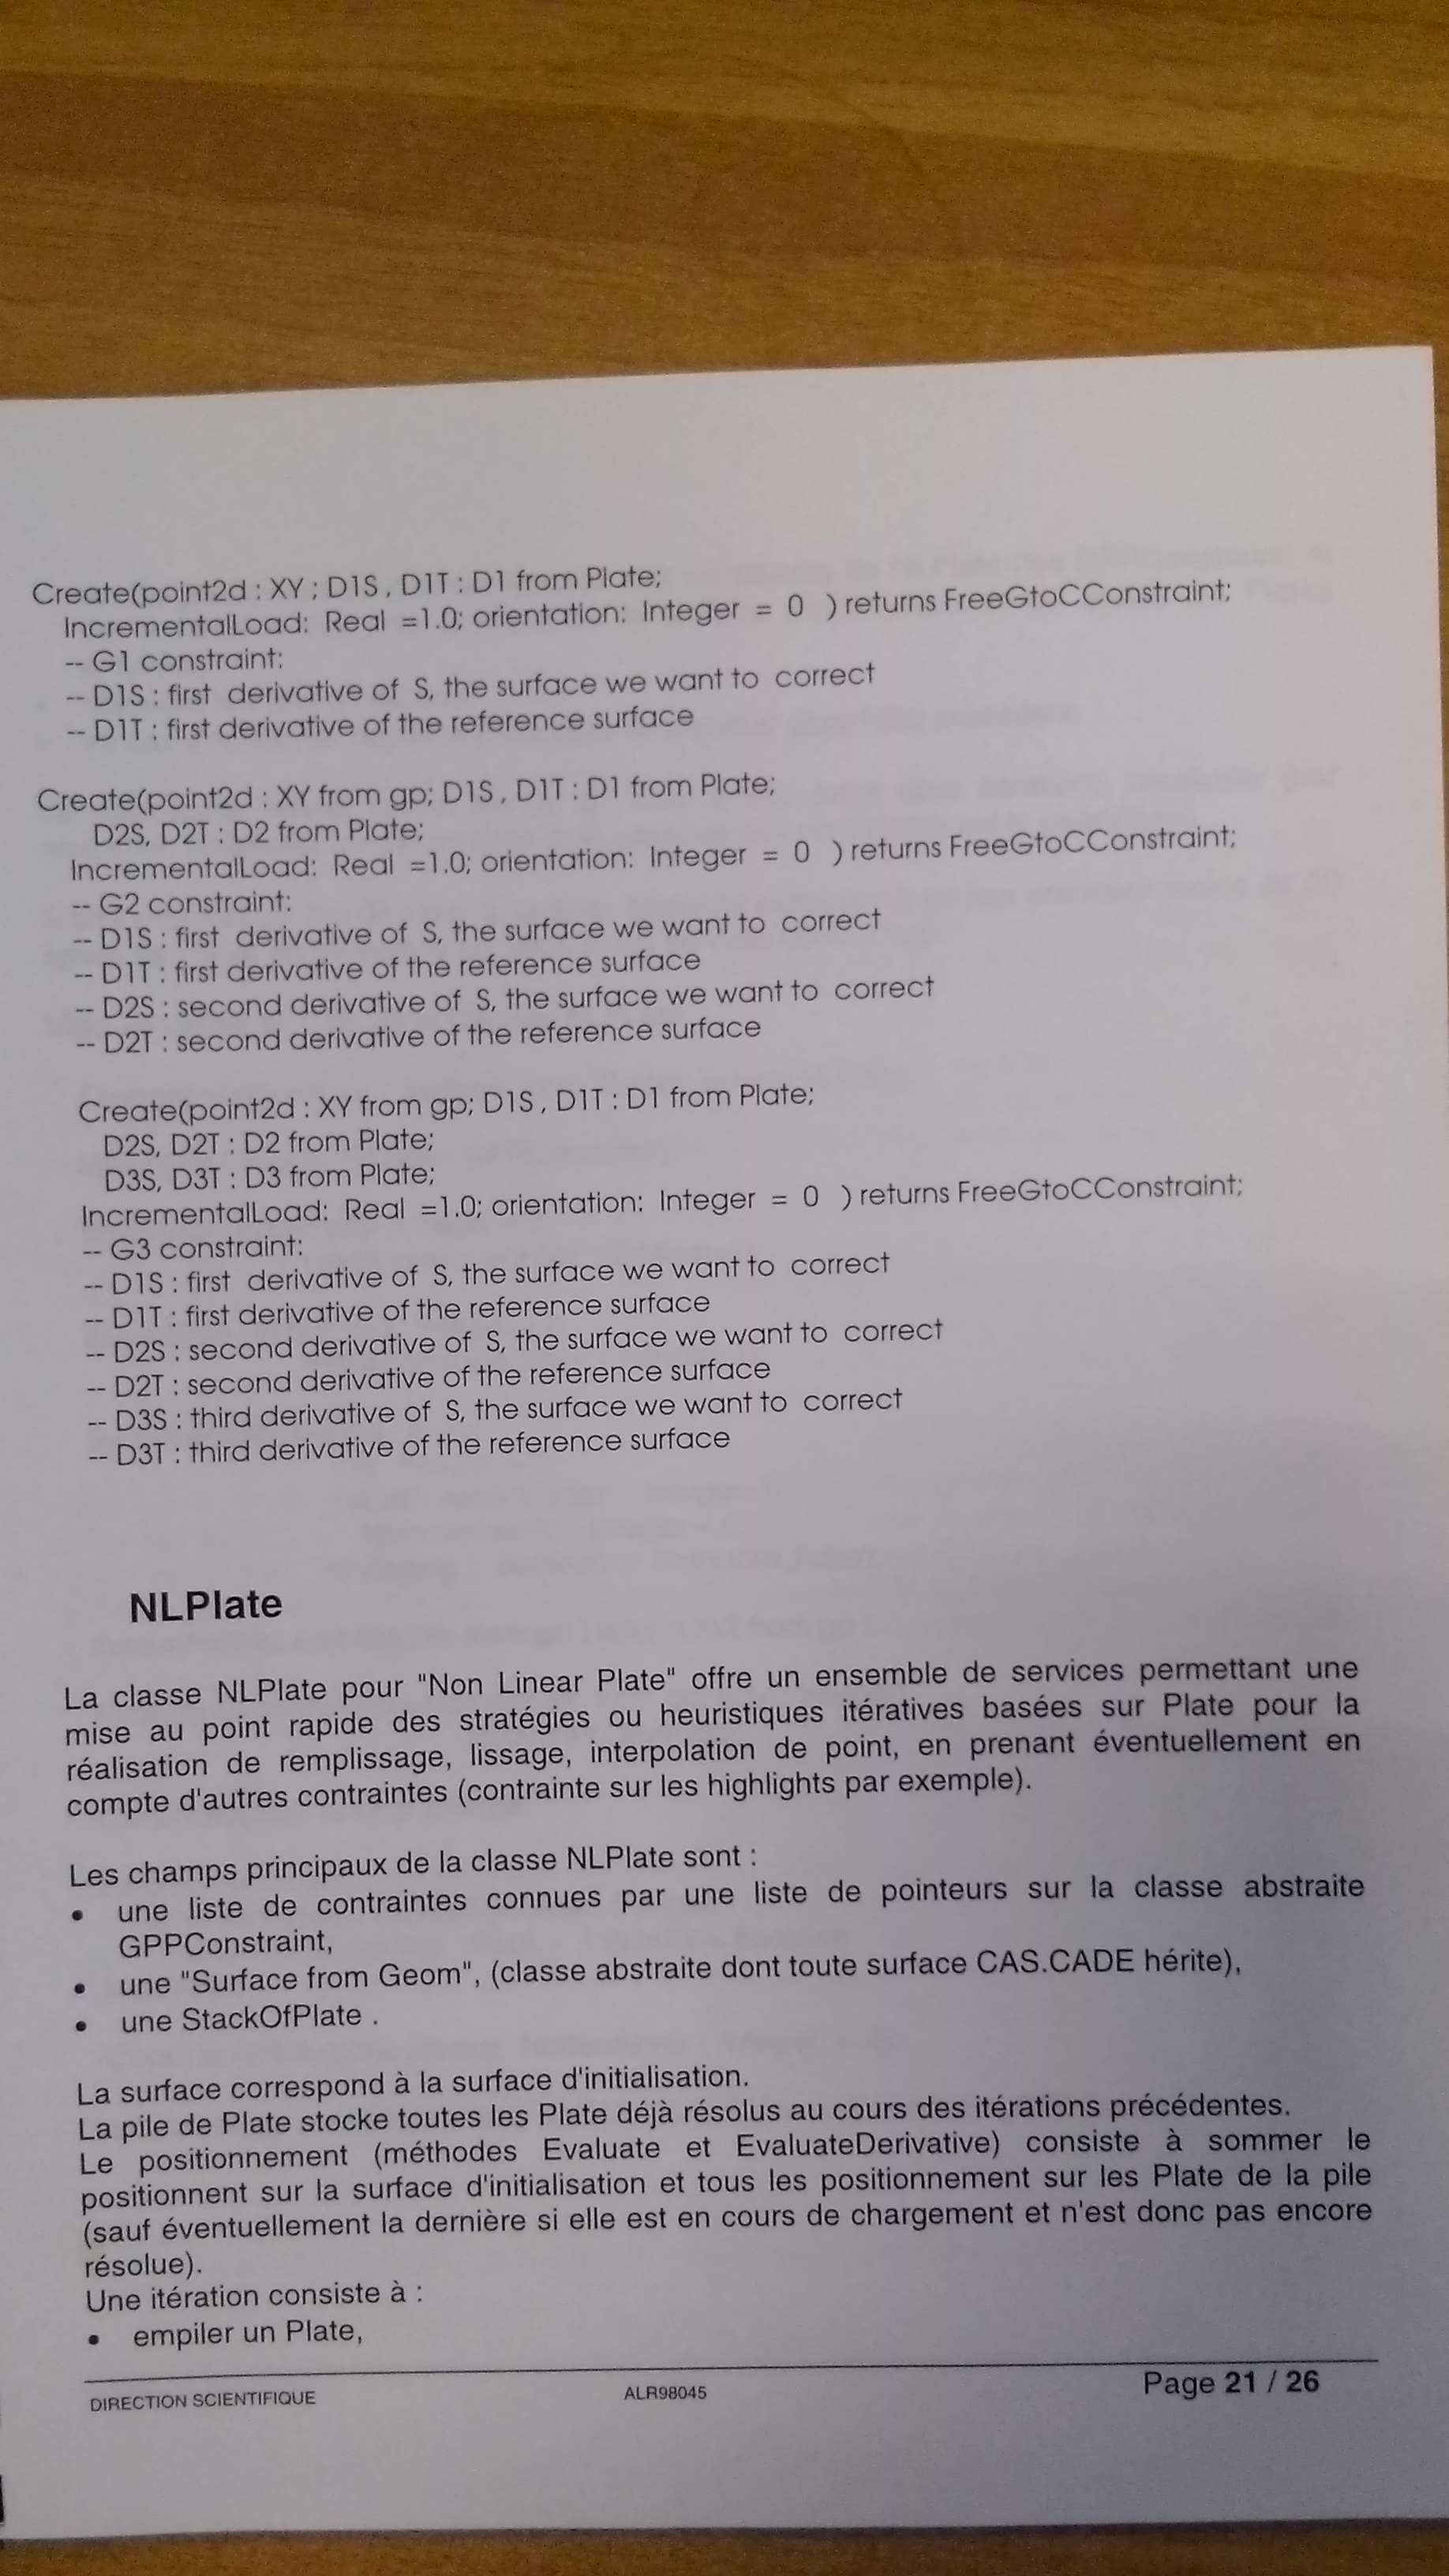 Create(point2d : XY ; D1S , D1T : D1 from Plate;
IncrementalLoad: Real =1.0; orientation: Integer = 0 ) returns FreeGtoCConstraint;
-- G1 constraint:
-- D1S : first derivative of S, the surface we want to correct
-- D1T : first derivative of the reference surface
Create(point2d : XY from gp; D1S , D1T : D1 from Plate;
D2S, D2T : D2 from Plate;
IncrementalLoad: Real =1.0; orientation: Integer = 0 ) returns FreeGtoCConstraint;
-- G2 constraint:
-- D1S : first derivative of S, the surface we want to correct
-- D1T : first derivative of the reference surface
-- D2S : second derivative of S, the surface we want to correct
-- D2T : second derivative of the reference surface
Create(point2d : XY from gp; D1S , D1T : D1 from Plate;
D2S, D2T : D2 from Plate;
D3S, D3T : D3 from Plate;
IncrementalLoad: Real =1.0; orientation: Integer = 0 ) returns FreeGtoCConstraint;
-- G3 constraint:
-- D1S : first derivative of S, the surface we want to correct
-- D1T : first derivative of the reference surface
-- D2S : second derivative of S, the surface we want to correct
-- D2T : second derivative of the reference surface
-- D3S : third derivative of S, the surface we want to correct
-- D3T : third derivative of the reference surface
NLPlate
La classe NLPlate pour "Non Linear Plate" offre un ensemble de services permettant une
mise au point rapide des stratégies ou heuristiques itératives basées sur Plate pour la
réalisation de remplissage, lissage, interpolation de point, en prenant éventuellement en
compte d'autres contraintes (contrainte sur les highlights par exemple).
Les champs principaux de la classe NLPlate sont :
• une liste de contraintes connues par une liste de pointeurs sur la classe abstraite
GPPConstraint,
• une "Surface from Geom", (classe abstraite dont toute surface CAS.CADE hérite),
• une StackOfPlate .
La surface correspond à la surface d'initialisation.
La pile de Plate stocke toutes les Plate déjà résolus au cours des itérations précédentes.
Le positionnement (méthodes Evaluate et EvaluateDerivative) consiste à sommer le
positionnent sur la surface d'initialisation et tous les positionnement sur les Plate de la pile
(sauf éventuellement la dernière si elle est en cours de chargement et n'est donc pas encore
résolue).
Une itération consiste à :
• empiler un Plate,
DIRECTION SCIENTIFIQUE ALR98045 Page 21 / 26